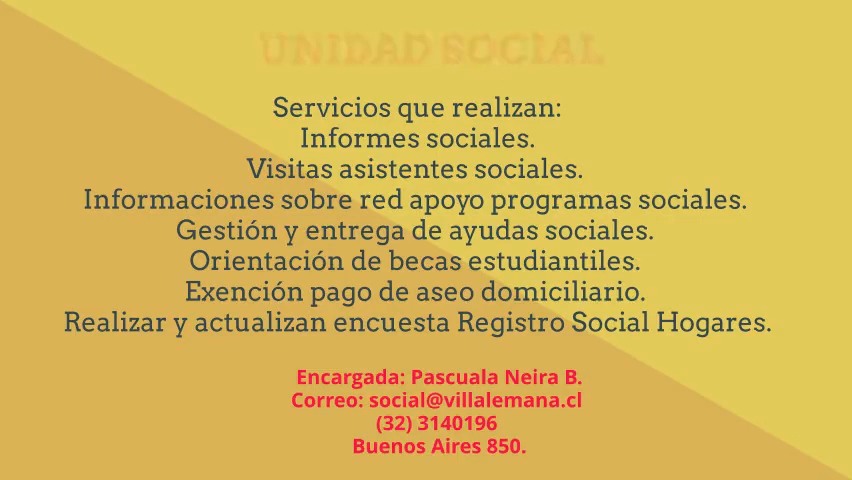 UNIDAD SOCIAL
Servicios que realizan:
Informes sociales.
Visitas asistentes sociales.
Informaciones sobre red apoyo programas sociales.
Gestión y entrega de ayudas sociales.
Orientación de becas estudiantiles.
Exención pago de aseo domiciliario.
Realizar y actualizan encuesta Registro Social Hogares.
Encargada: Pascuala Neira B.
Correo: social@villalemana.cl
(32) 3140196
Buenos Aires 850.